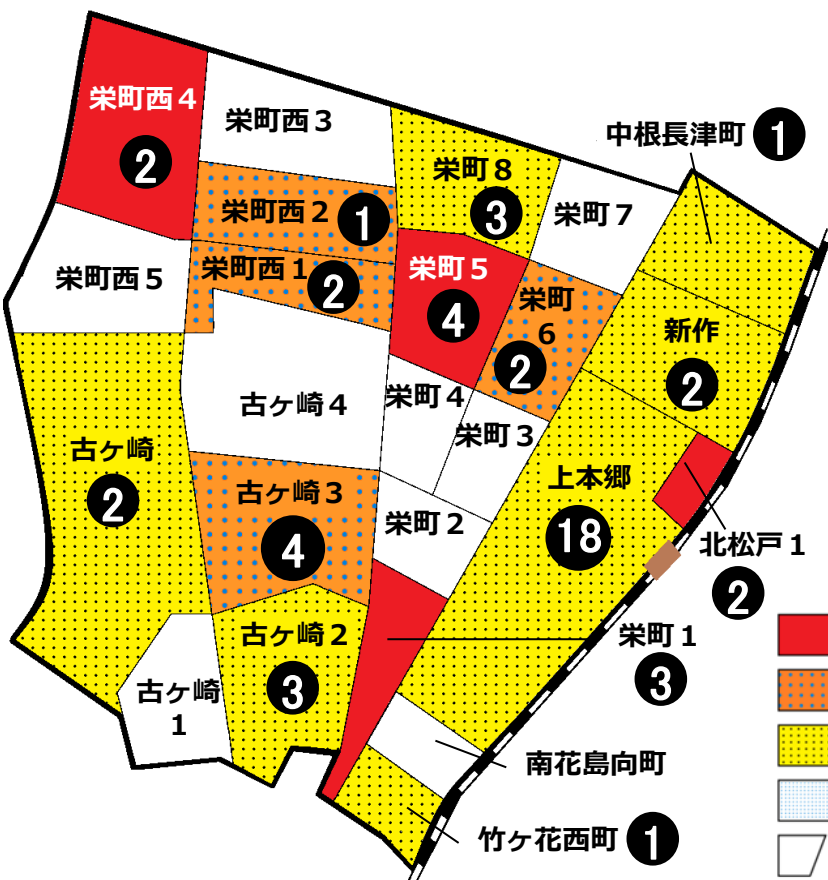 栄町西４
2
栄町西３
中根長津町 1
栄町８
3
栄町西２ 1
栄町７
栄町西１
2
栄町西５
栄町５
4
栄町
6
2
新作
2
古ヶ崎４
栄町４
栄町３
古ヶ崎
2
古ヶ崎３
4
上本郷
18
栄町２
北松戸１
2
古ヶ崎２
3
栄町１
3
古ヶ崎
1
南花島向町
竹ヶ花西町 1